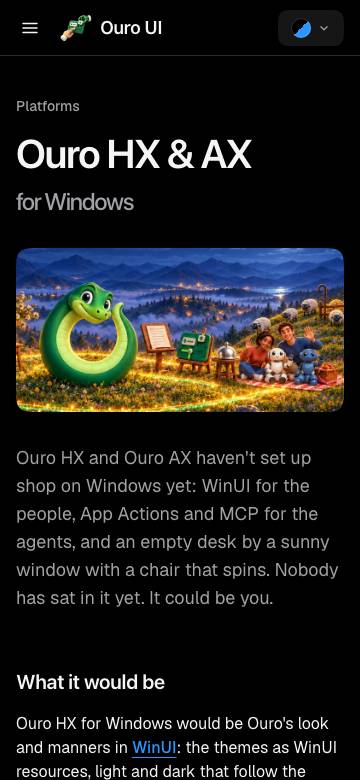 Ouro UI
Platforms
Ouro HX & AX
for Windows
Ouro HX and Ouro AX haven't set up
shop on Windows yet: WinUI for the
people, App Actions and MCP for the
agents, and an empty desk by a sunny
window with a chair that spins. Nobody
has sat in it yet. It could be you.
What it would be
Ouro HX for Windows would be Ouro's look
and manners in WinUI: the themes as WinUI
resources, light and dark that follow the